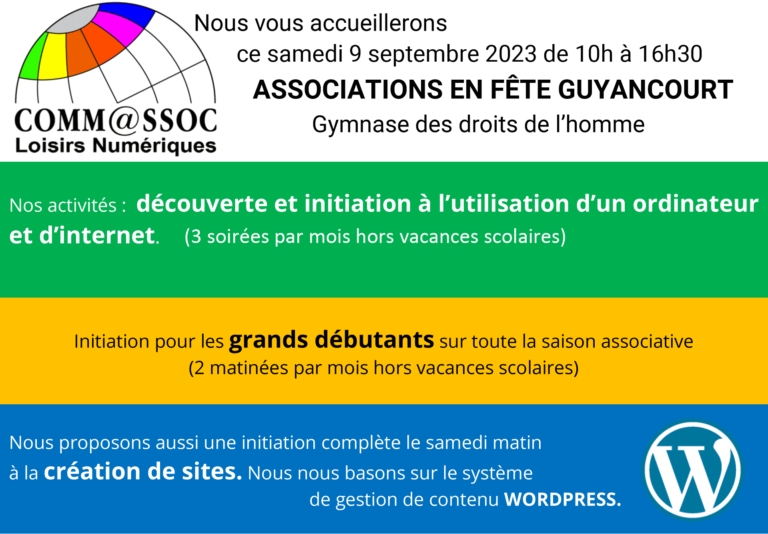 Nous vous accueillerons
ce samedi 9 septembre 2023 de 10h à 16h30
ASSOCIATIONS EN FÊTE GUYANCOURT
Gymnase des droits de l'homme
COMM@SSOC
Loisirs Numériques
Nos activités : découverte et initiation à l'utilisation d'un ordinateur
et d'internet. (3 soirées par mois hors vacances scolaires)
Initiation pour les grands débutants sur toute la saison associative
(2 matinées par mois hors vacances scolaires)
Nous proposons aussi une initiation complète le samedi matin
à la création de sites. Nous nous basons sur le système
de gestion de contenu WORDPRESS.
W